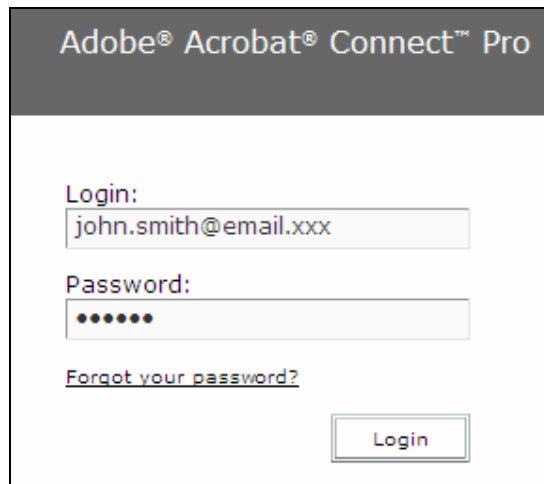 Adobe® Acrobat® Connect™ Pro
Login:
john.smith@email.xxx
Password:
••••••
Forgot your password?
Login